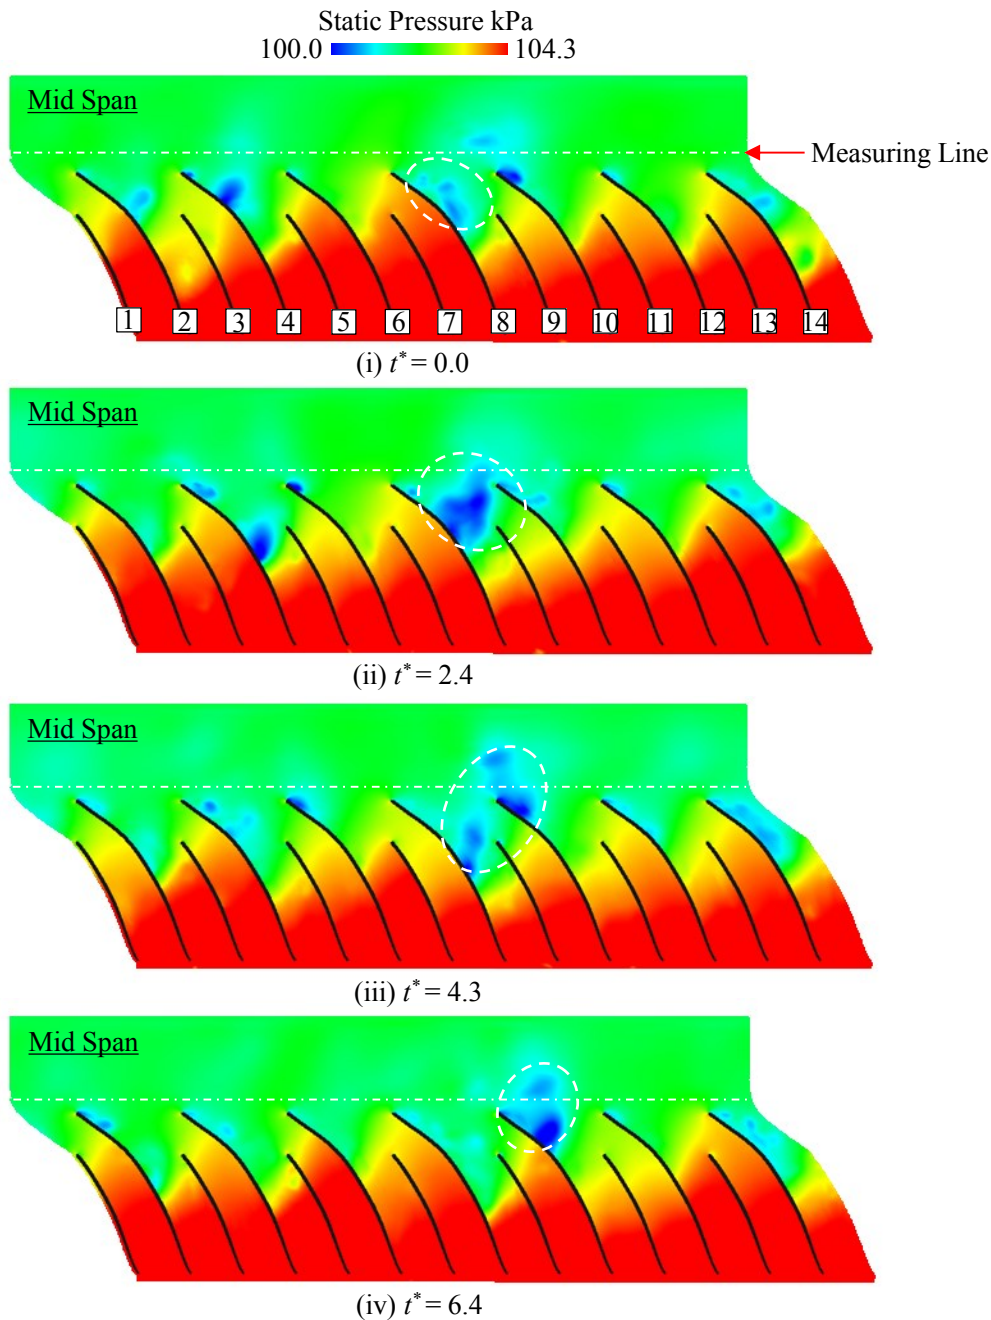 Static Pressure kPa
100.0 104.3
Mid Span
Measuring Line
1 2 3 4 5 6 7 8 9 10 11 12 13 14
(i) t* = 0.0
Mid Span
(ii) t* = 2.4
Mid Span
(iii) t* = 4.3
Mid Span
(iv) t* = 6.4